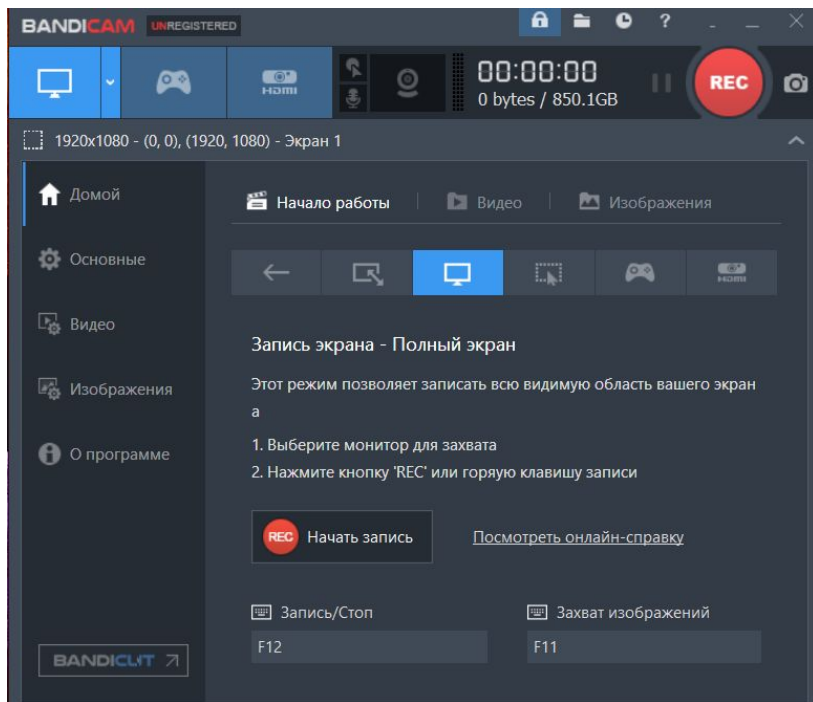 BANDICAM UNREGISTERED
?
HDMI
00:00:00
0 bytes / 850.1GB
REC
1920x1080 - (0, 0), (1920, 1080) - Экран 1
Домой
Основные
Видео
Изображения
О программе
BANDICUT
Начало работы
Видео
Изображения
HDMI
Запись экрана - Полный экран
Этот режим позволяет записать всю видимую область вашего экран
а
1. Выберите монитор для захвата
2. Нажмите кнопку 'REC' или горяую клавишу записи
REC Начать запись
Посмотреть онлайн-справку
Запись/Стоп
Захват изображений
F12
F11